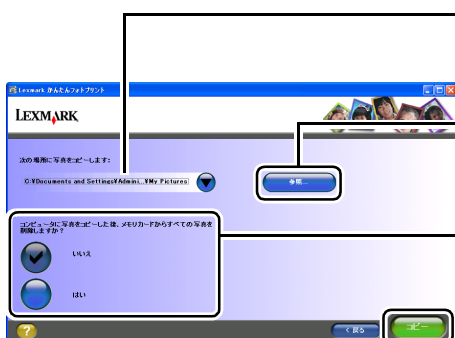 Lexmark かんたんフォトプリント
LEXMARK
次の場所に写真をコピーします:
C:¥Documents and Settings¥Admini...¥My Pictures
参照...
コンピュータに写真をコピーした後、メモリカードからすべての写真を
削除しますか?
いいえ
はい
?
< 戻る
コピー